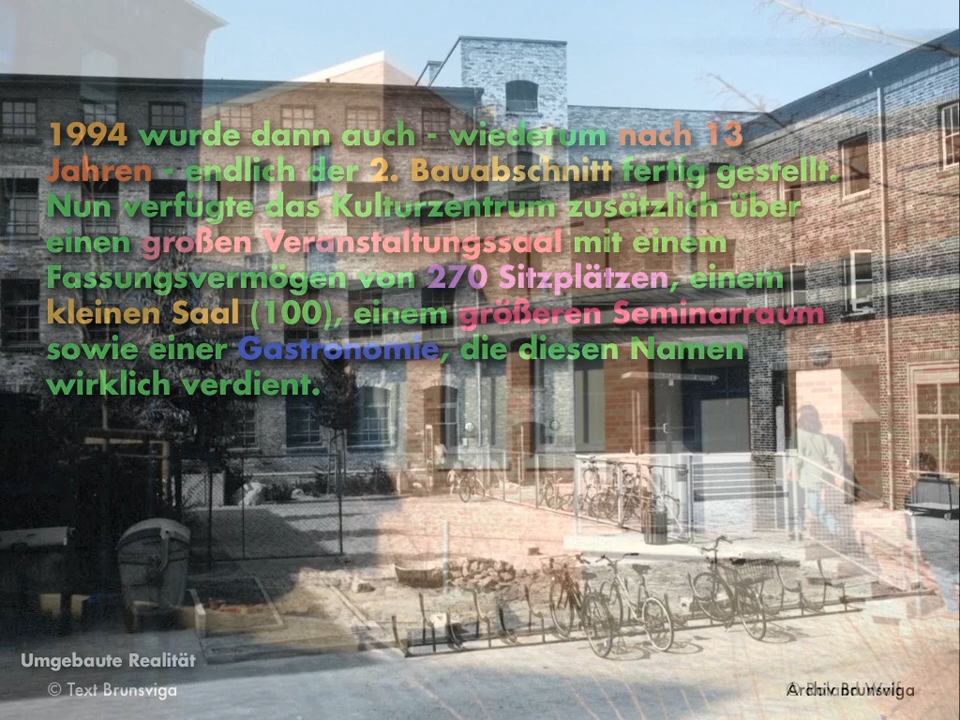 1994 wurde dann auch - wiederum nach 13
Jahren - endlich der 2. Bauabschnitt fertig gestellt.
Nun verfügte das Kulturzentrum zusätzlich über
einen großen Veranstaltungssaal mit einem
Fassungsvermögen von 270 Sitzplätzen, einem
kleinen Saal (100), einem größeren Seminarraum
sowie einer Gastronomie, die diesen Namen
wirklich verdient.
Umgebaute Realität
© Text Brunsviga
Archiv Brunsviga